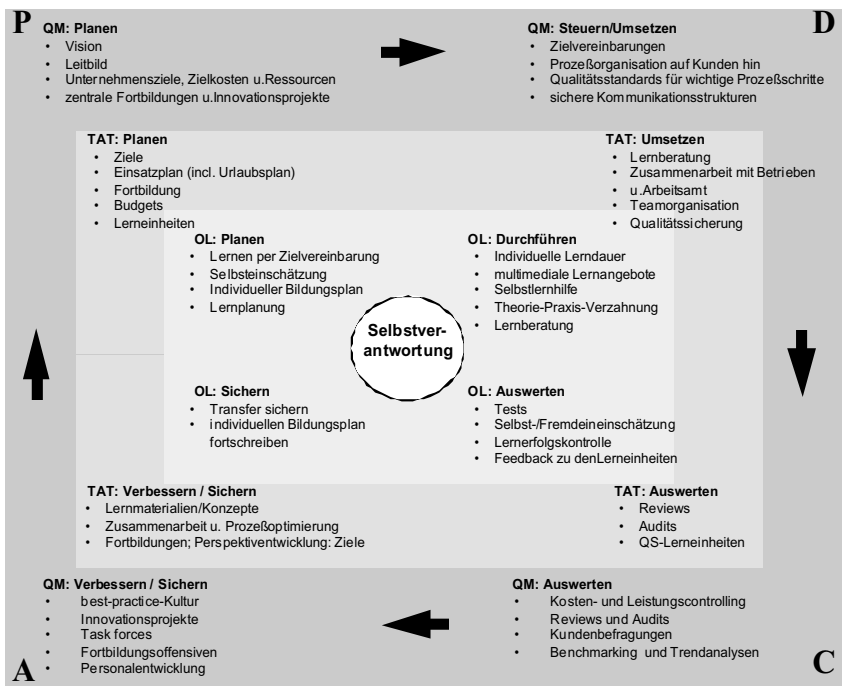 P
QM: Planen
• Vision
• Leitbild
• Unternehmensziele, Zielkosten u.Ressourcen
• zentrale Fortbildungen u.Innovationsprojekte
D
QM: Steuern/Umsetzen
• Zielvereinbarungen
• Prozeßorganisation auf Kunden hin
• Qualitätsstandards für wichtige Prozeßschritte
• sichere Kommunikationsstrukturen
TAT: Planen
• Ziele
• Einsatzplan (incl. Urlaubsplan)
• Fortbildung
• Budgets
• Lerneinheiten
TAT: Umsetzen
• Lernberatung
• Zusammenarbeit mit Betrieben
• u.Arbeitsamt
• Teamorganisation
• Qualitätssicherung
OL: Planen
• Lernen per Zielvereinbarung
• Selbsteinschätzung
• Individueller Bildungsplan
• Lernplanung
OL: Durchführen
• Individuelle Lerndauer
• multimediale Lernangebote
• Selbstlernhilfe
• Theorie-Praxis-Verzahnung
• Lernberatung
Selbstver-
antwortung
OL: Sichern
• Transfer sichern
• individuellen Bildungsplan
fortschreiben
OL: Auswerten
• Tests
• Selbst-/Fremdeineinschätzung
• Lernerfolgskontrolle
• Feedback zu denLerneinheiten
TAT: Verbessern / Sichern
• Lernmaterialien/Konzepte
• Zusammenarbeit u. Prozeßoptimierung
• Fortbildungen; Perspektiventwicklung: Ziele
TAT: Auswerten
• Reviews
• Audits
• QS-Lerneinheiten
QM: Verbessern / Sichern
• best-practice-Kultur
• Innovationsprojekte
• Task forces
• Fortbildungsoffensiven
• Personalentwicklung
A
QM: Auswerten
• Kosten- und Leistungscontrolling
• Reviews und Audits
• Kundenbefragungen
• Benchmarking und Trendanalysen
C